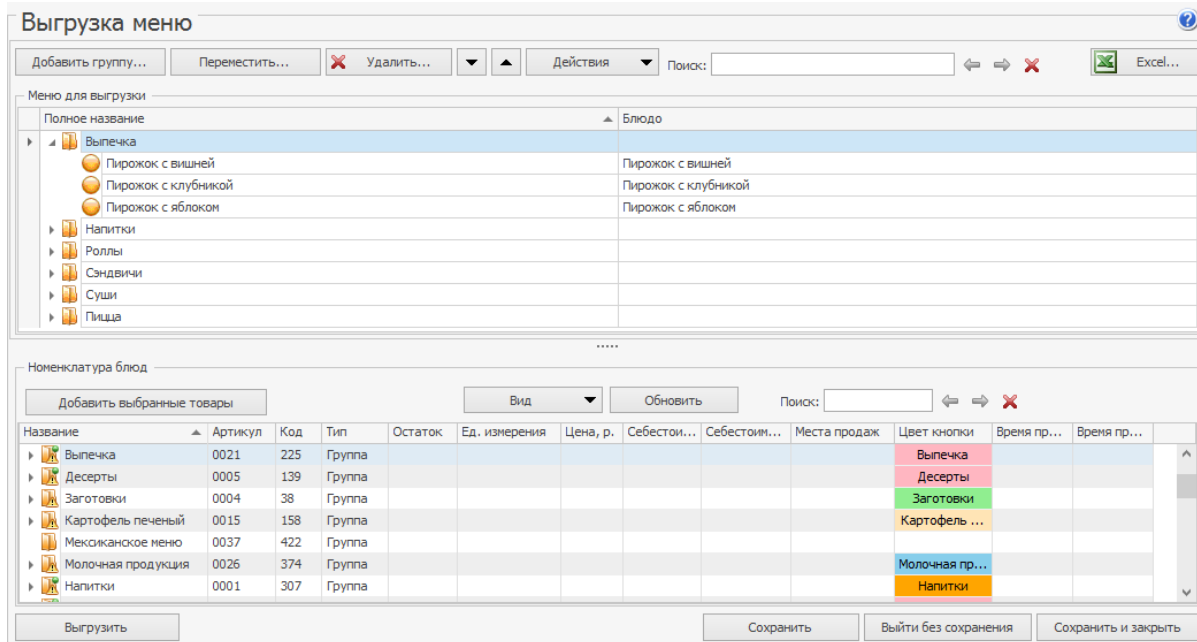 Выгрузка меню
Добавить группу... Переместить... Удалить... Действия Поиск: Excel...
Меню для выгрузки
Полное название Блюдо
Выпечка
Пирожок с вишней Пирожок с вишней
Пирожок с клубникой Пирожок с клубникой
Пирожок с яблоком Пирожок с яблоком
Напитки
Роллы
Сэндвичи
Суши
Пицца
Номенклатура блюд
Добавить выбранные товары Вид Обновить Поиск:
Название Артикул Код Тип Остаток Ед. измерения Цена, р. Себестои... Себестоим... Места продаж Цвет кнопки Время пр... Время пр...
Выпечка 0021 225 Группа Выпечка
Десерты 0005 139 Группа Десерты
Заготовки 0004 38 Группа Заготовки
Картофель печеный 0015 158 Группа Картофель ...
Мексиканское меню 0037 422 Группа
Молочная продукция 0026 374 Группа Молочная пр...
Напитки 0001 307 Группа Напитки
Выгрузить Сохранить Выйти без сохранения Сохранить и закрыть